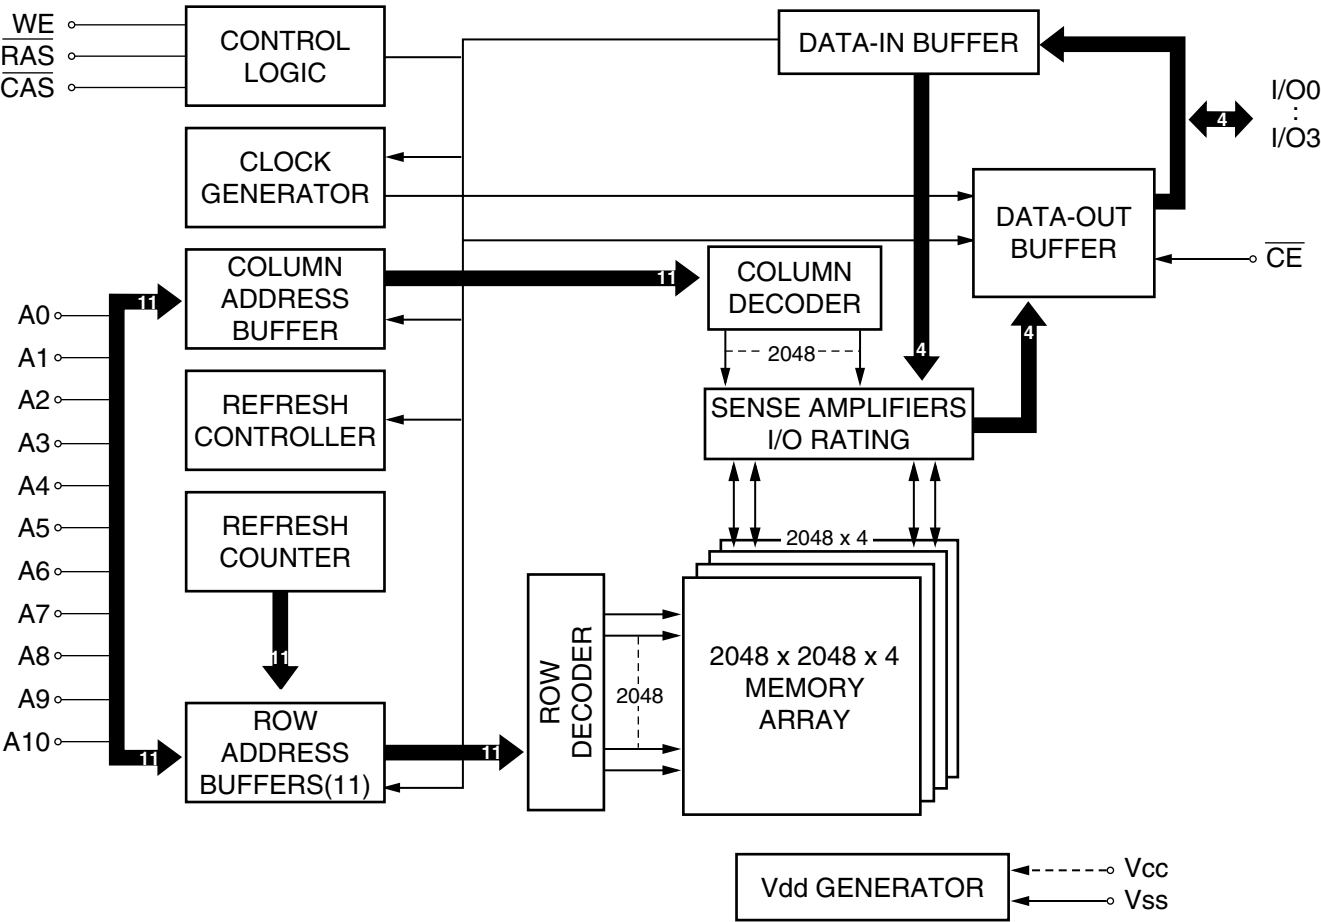 WE
RAS
CAS
CONTROL
LOGIC
DATA-IN BUFFER
I/O0
4
:
I/O3
CLOCK
GENERATOR
DATA-OUT
BUFFER
CE
COLUMN
ADDRESS
BUFFER
11
11
COLUMN
DECODER
2048
4
4
A0
A1
A2
A3
A4
A5
A6
A7
A8
A9
A10
REFRESH
CONTROLLER
SENSE AMPLIFIERS
I/O RATING
REFRESH
COUNTER
11
2048 x 4
ROW
DECODER
2048
2048 x 2048 x 4
MEMORY
ARRAY
11
ROW
ADDRESS
BUFFERS(11)
11
Vdd GENERATOR
Vcc
Vss